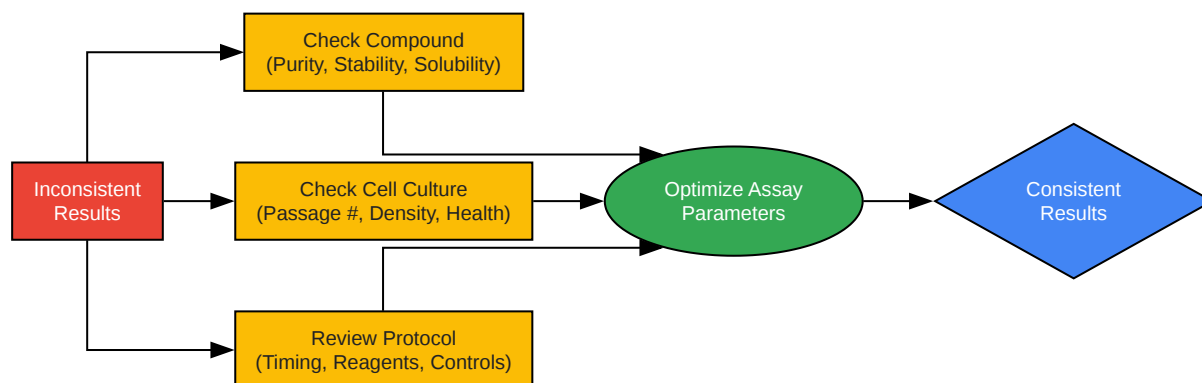 Check Compound
(Purity, Stability, Solubility)
Inconsistent
Results
Check Cell Culture
(Passage #, Density, Health)
Optimize Assay
Parameters
Consistent
Results
Review Protocol
(Timing, Reagents, Controls)